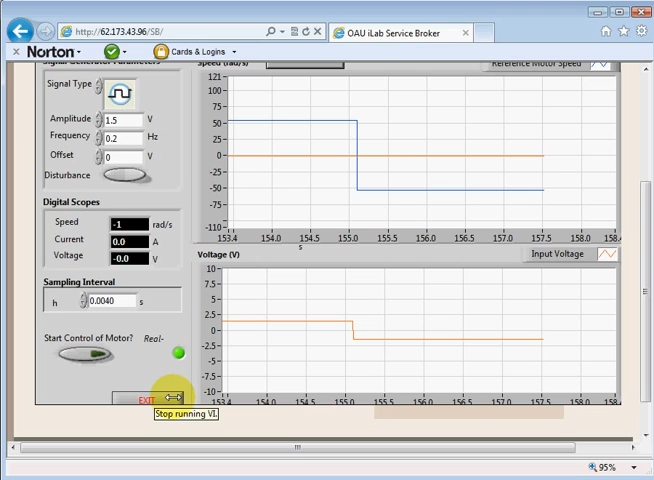 http://62.173.43.96/SB/
OAU iLab Service Broker
Norton
Cards & Logins
Signal Generator Parameters
Speed (rad/s)
Reference Motor Speed
Signal Type
Amplitude 1.5 V
Frequency 0.2 Hz
Offset 0 V
Disturbance
121
100
75
50
25
0
-25
-50
-75
-110
153.4 154.0 154.5 155.0 155.5 156.0 156.5 157.0 157.5 158.0 158.4
s
Digital Scopes
Speed -1 rad/s
Current 0.0 A
Voltage -0.0 V
Voltage (V)
Input Voltage
10
7.5
5
2.5
0
-2.5
-5
-7.5
-10
153.4 154.0 154.5 155.0 155.5 156.0 156.5 157.0 157.5 158.0 158.4
Sampling Interval
h 0.0040 s
Start Control of Motor? Real-
EXIT
Stop running VI.
95%